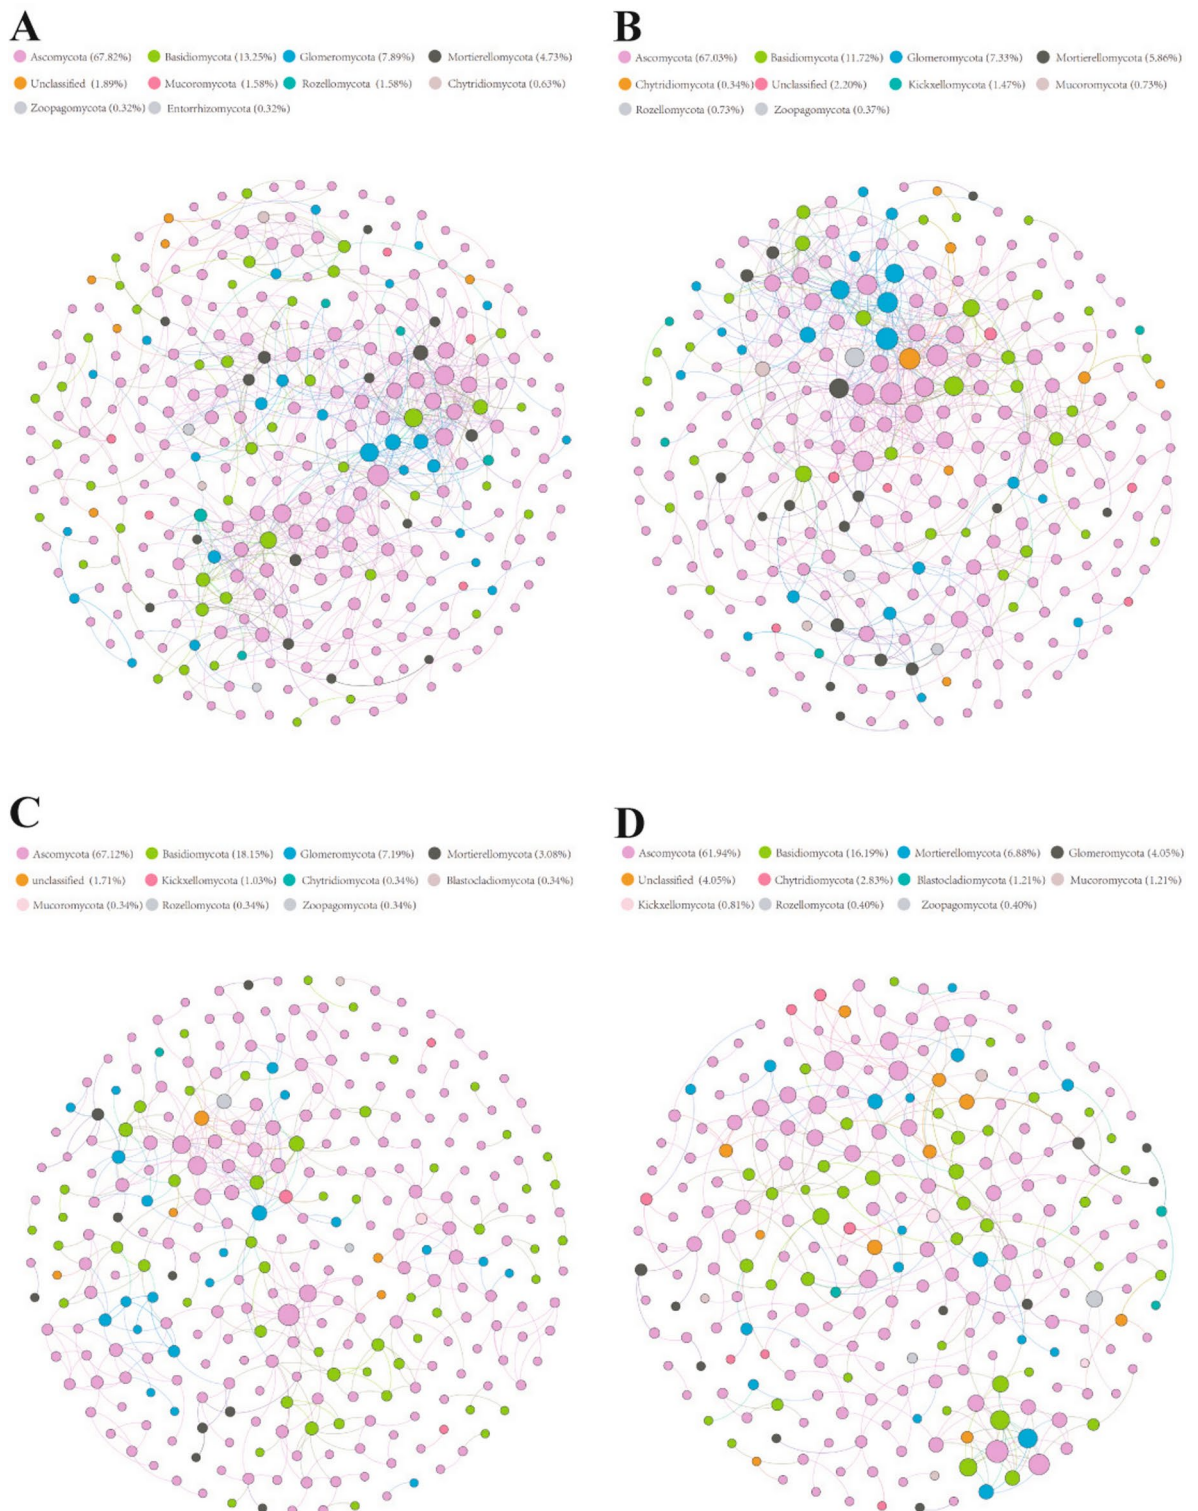 A
Ascomycota (67.82%) Basidiomycota (13.25%) Glomeromycota (7.89%) Mortierellomycota (4.73%)
Unclassified (1.89%) Mucoromycota (1.58%) Rozellomycota (1.58%) Chytridiomycota (0.63%)
Zoopagomycota (0.32%) Entorrhizomycota (0.32%)
B
Ascomycota (67.03%) Basidiomycota (11.72%) Glomeromycota (7.33%) Mortierellomycota (5.86%)
Chytridiomycota (0.34%) Unclassified (2.20%) Kickxellomycota (1.47%) Mucoromycota (0.73%)
Rozellomycota (0.73%) Zoopagomycota (0.37%)
C
Ascomycota (67.12%) Basidiomycota (18.15%) Glomeromycota (7.19%) Mortierellomycota (3.08%)
unclassified (1.71%) Kickxellomycota (1.03%) Chytridiomycota (0.34%) Blastocladiomycota (0.34%)
Mucoromycota (0.34%) Rozellomycota (0.34%) Zoopagomycota (0.34%)
D
Ascomycota (61.94%) Basidiomycota (16.19%) Mortierellomycota (6.88%) Glomeromycota (4.05%)
Unclassified (4.05%) Chytridiomycota (2.83%) Blastocladiomycota (1.21%) Mucoromycota (1.21%)
Kickxellomycota (0.81%) Rozellomycota (0.40%) Zoopagomycota (0.40%)